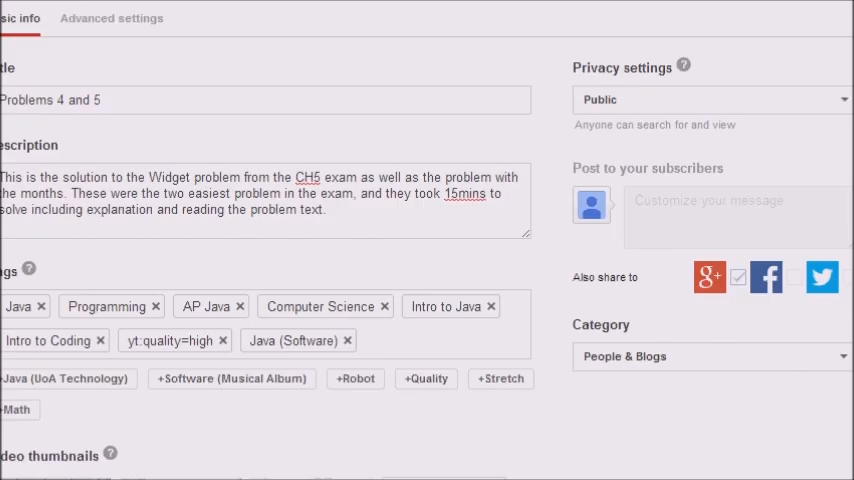 sic info Advanced settings
tle
Privacy settings ?
Problems 4 and 5
Public
Anyone can search for and view
escription
This is the solution to the Widget problem from the CH5 exam as well as the problem with
the months. These were the two easiest problem in the exam, and they took 15mins to
solve including explanation and reading the problem text.
Post to your subscribers
Customize your message
Also share to g+ f
ags ?
Java × Programming × AP Java × Computer Science × Intro to Java ×
Intro to Coding × yt:quality=high × Java (Software) ×
Category
People & Blogs
+Java (UoA Technology) +Software (Musical Album) +Robot +Quality +Stretch
+Math
deo thumbnails ?